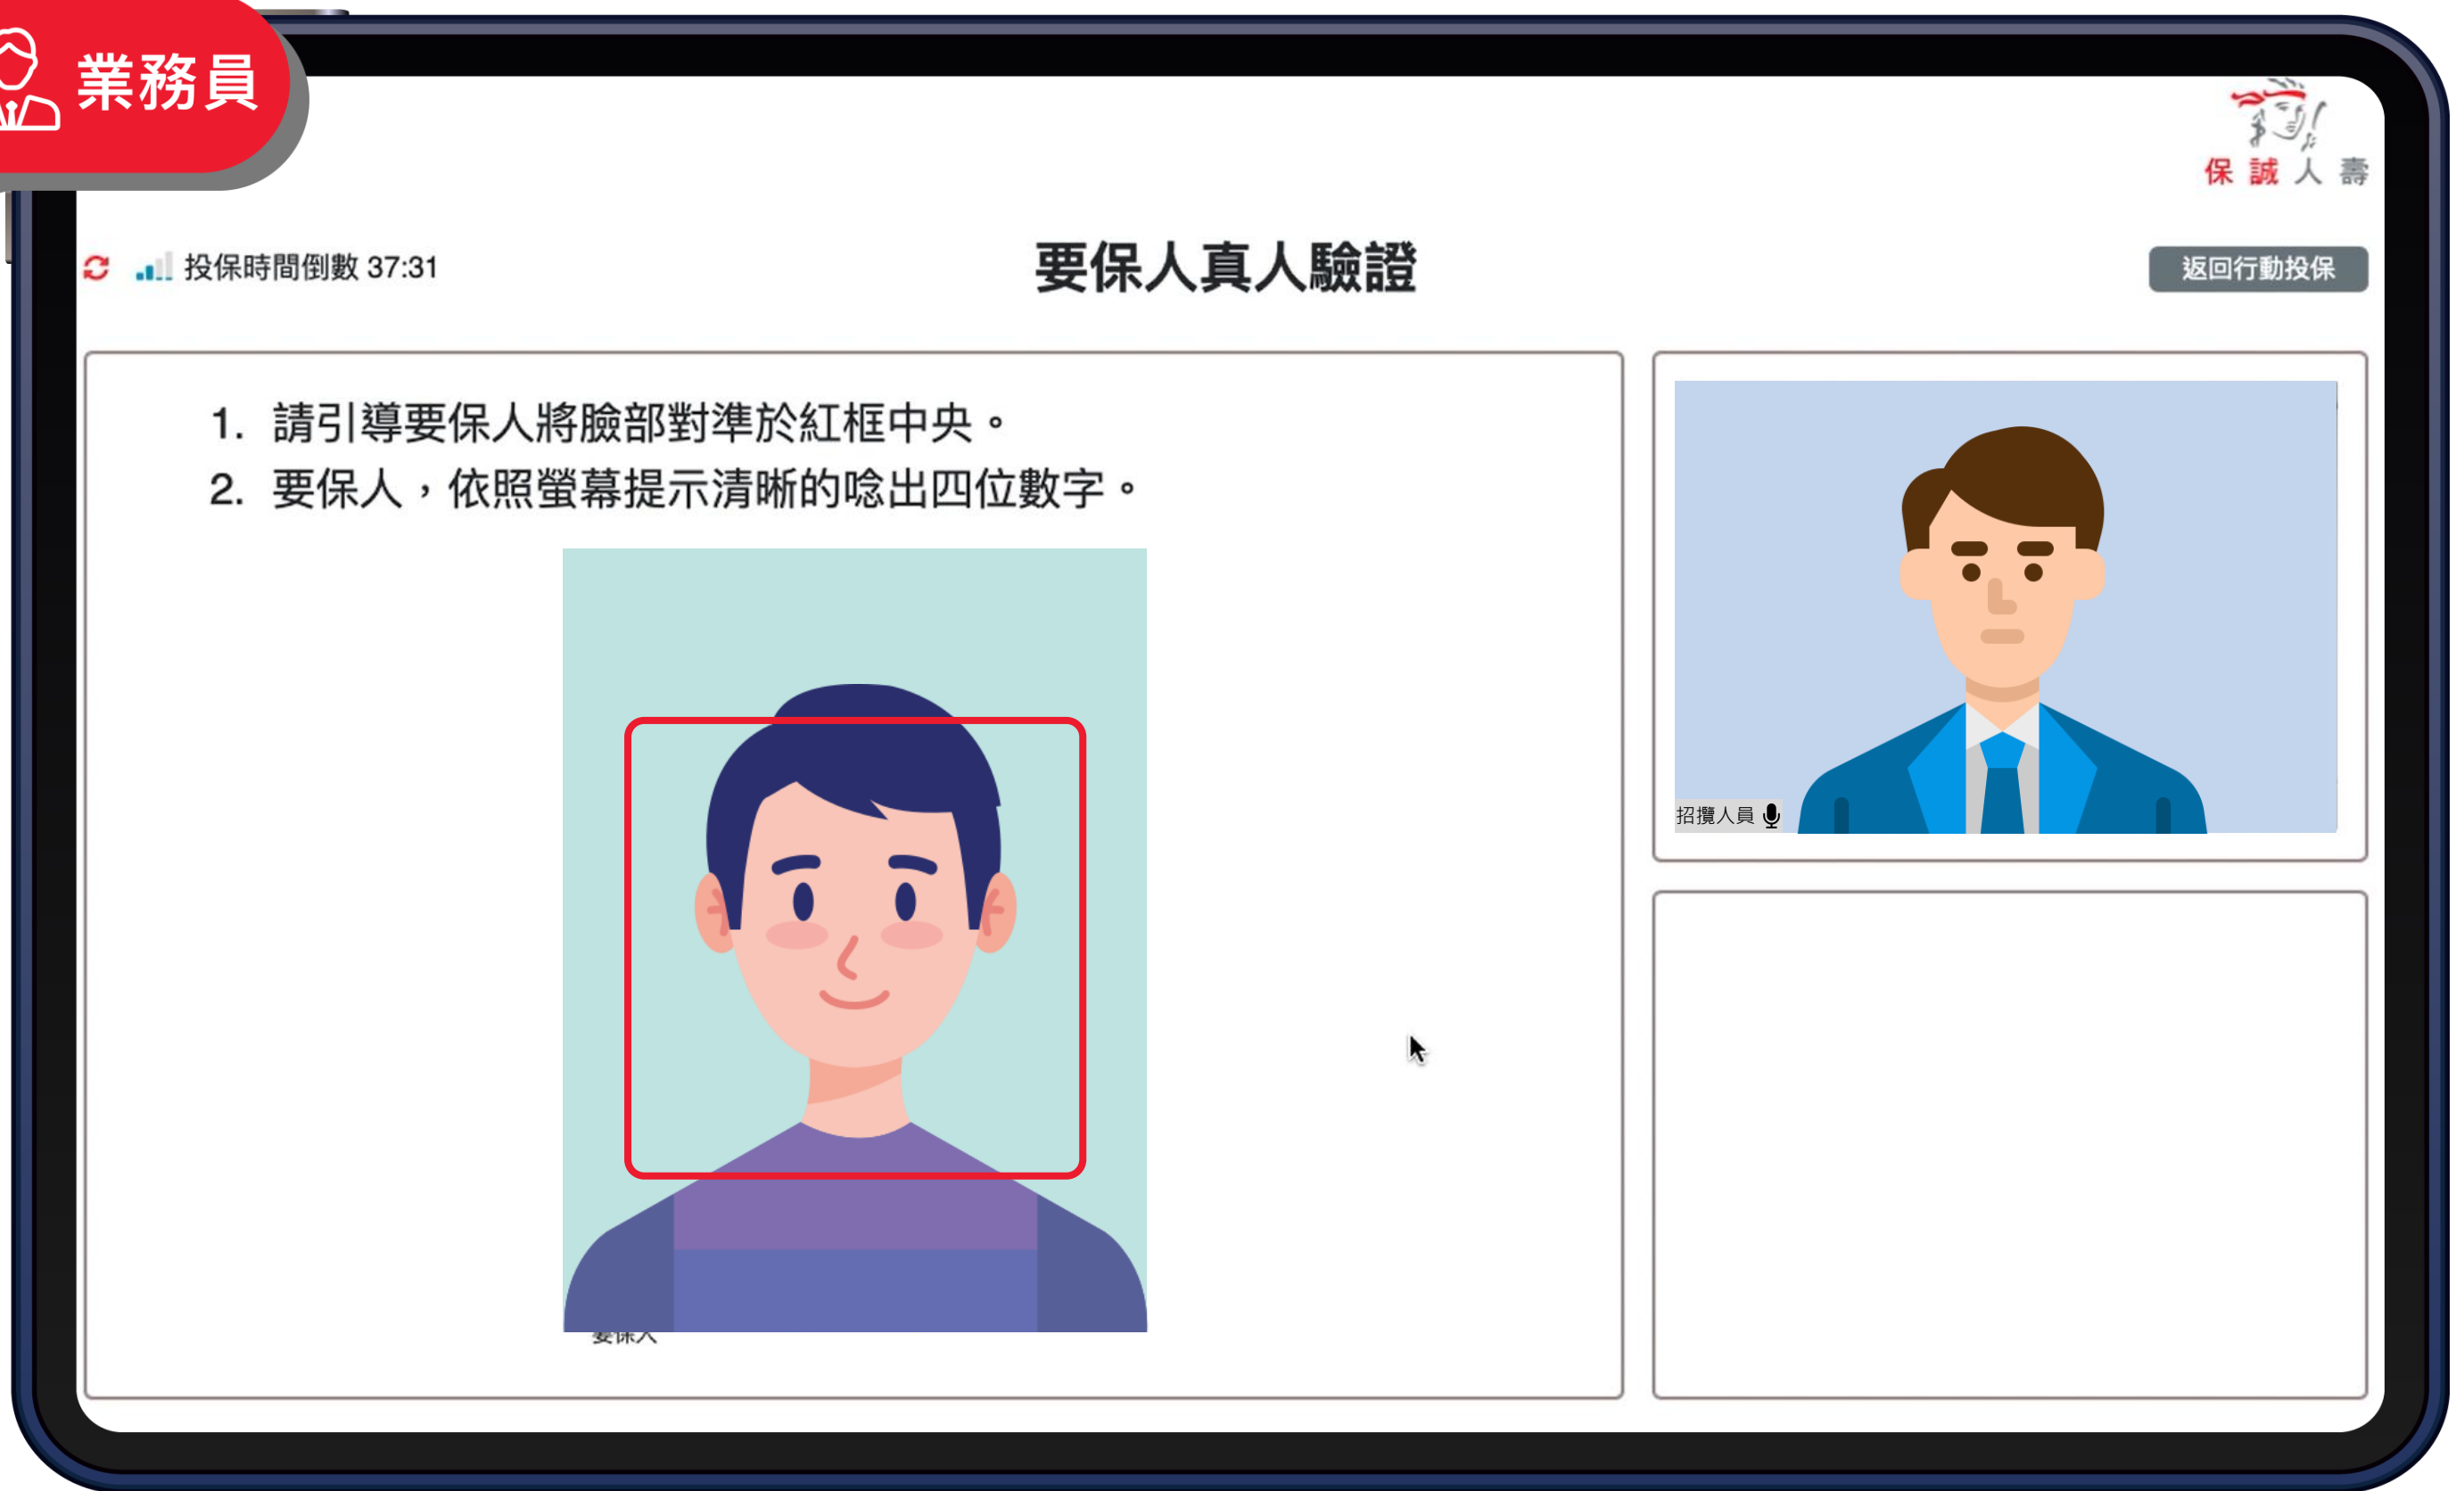 業務員
保誠人壽
投保時間倒數 37:31
要保人真人驗證
返回行動投保
1. 請引導要保人將臉部對準於紅框中央。
2. 要保人，依照螢幕提示清晰的唸出四位數字。
招攬人員
要保人